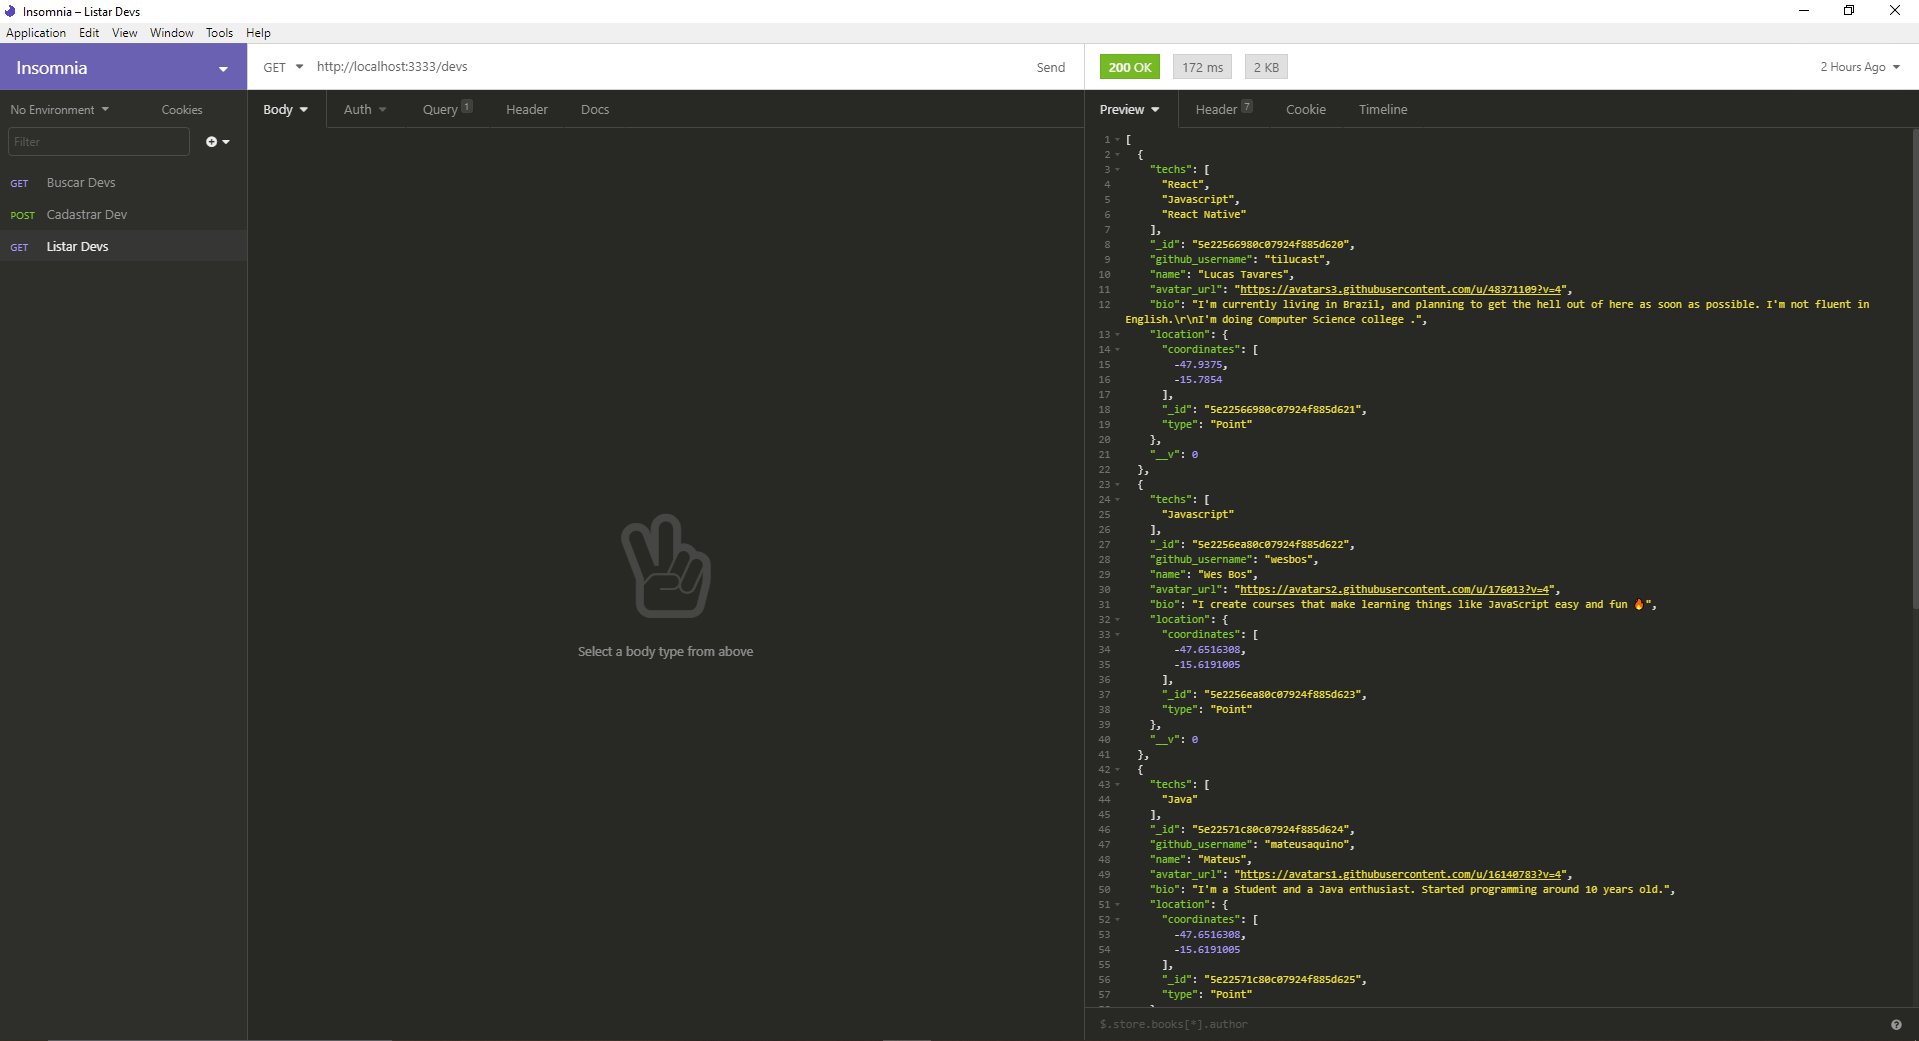 Insomnia – Listar Devs
Application Edit View Window Tools Help
Insomnia
GET http://localhost:3333/devs Send
200 OK 172 ms 2 KB 2 Hours Ago
No Environment Cookies
Body Auth Query 1 Header Docs
Preview Header 7 Cookie Timeline
Filter
GET Buscar Devs
POST Cadastrar Dev
GET Listar Devs
Select a body type from above
1 [
2 {
3 "techs": [
4 "React",
5 "Javascript",
6 "React Native"
7 ],
8 "_id": "5e22566980c07924f885d620",
9 "github_username": "tilucast",
10 "name": "Lucas Tavares",
11 "avatar_url": "https://avatars3.githubusercontent.com/u/48371109?v=4",
12 "bio": "I'm currently living in Brazil, and planning to get the hell out of here as soon as possible. I'm not fluent in
English.\r\nI'm doing Computer Science college .",
13 "location": {
14 "coordinates": [
15 -47.9375,
16 -15.7854
17 ],
18 "_id": "5e22566980c07924f885d621",
19 "type": "Point"
20 },
21 "__v": 0
22 },
23 {
24 "techs": [
25 "Javascript"
26 ],
27 "_id": "5e2256ea80c07924f885d622",
28 "github_username": "wesbos",
29 "name": "Wes Bos",
30 "avatar_url": "https://avatars2.githubusercontent.com/u/176013?v=4",
31 "bio": "I create courses that make learning things like JavaScript easy and fun 🔥",
32 "location": {
33 "coordinates": [
34 -47.6516308,
35 -15.6191005
36 ],
37 "_id": "5e2256ea80c07924f885d623",
38 "type": "Point"
39 },
40 "__v": 0
41 },
42 {
43 "techs": [
44 "Java"
45 ],
46 "_id": "5e22571c80c07924f885d624",
47 "github_username": "mateusaquino",
48 "name": "Mateus",
49 "avatar_url": "https://avatars1.githubusercontent.com/u/16140783?v=4",
50 "bio": "I'm a Student and a Java enthusiast. Started programming around 10 years old.",
51 "location": {
52 "coordinates": [
53 -47.6516308,
54 -15.6191005
55 ],
56 "_id": "5e22571c80c07924f885d625",
57 "type": "Point"
$.store.books[*].author